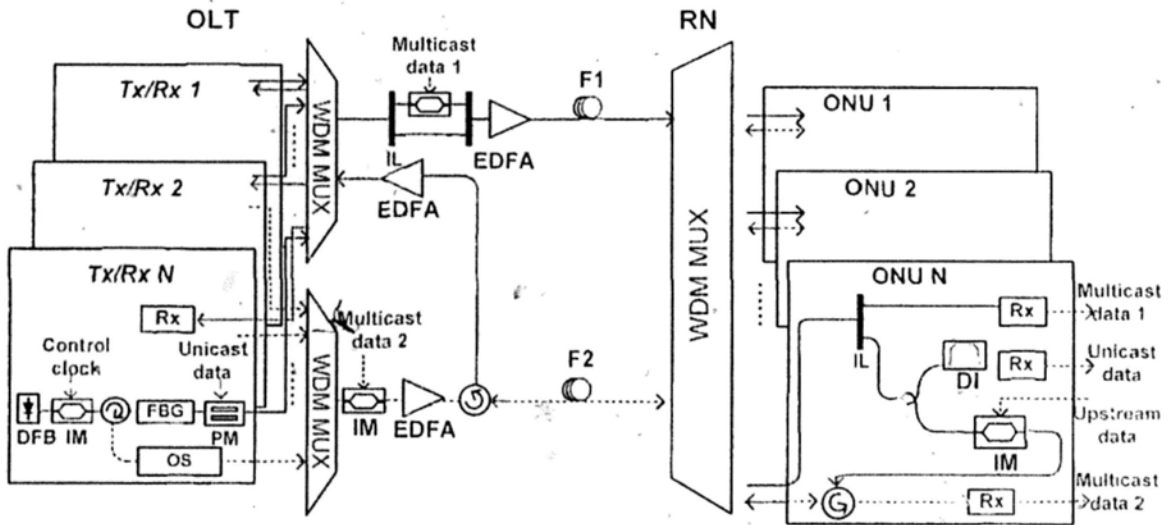 OLT
RN
Multicast
data 1
F1
Tx/Rx 1
WDM MUX
IL
EDFA
ONU 1
Tx/Rx 2
EDFA
ONU 2
WDM MUX
Tx/Rx N
ONU N
Rx
Multicast
data 2
Rx
Multicast
data 1
IL
Control
clock
Unicast
data
WDM MUX
F2
DI
Rx
Unicast
data
FBG
DFB
IM
PM
IM
EDFA
Upstream
data
IM
OS
Rx
Multicast
data 2